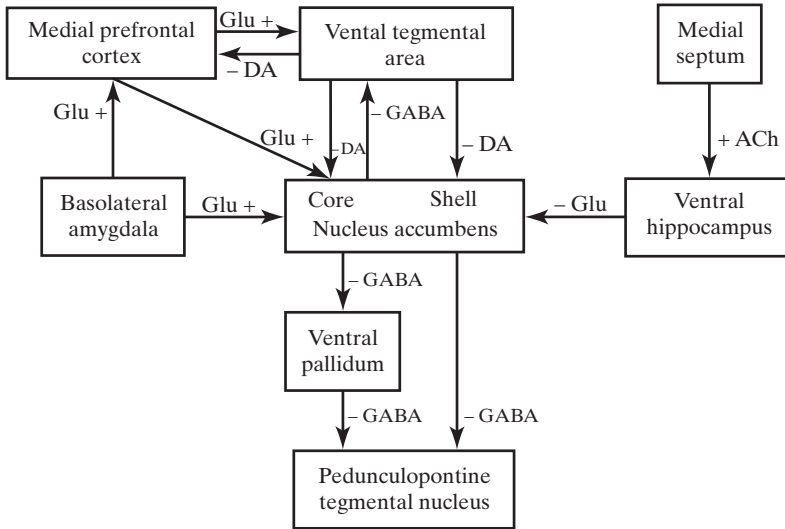 Medial prefrontal
cortex
Glu +
– DA
Vental tegmental
area
Medial
septum
Glu +
Glu +
– DA
– GABA
– DA
+ ACh
Basolateral
amygdala
Glu +
Core Shell
Nucleus accumbens
– Glu
Ventral
hippocampus
– GABA
Ventral
pallidum
– GABA
– GABA
Pedunculopontine
tegmental nucleus